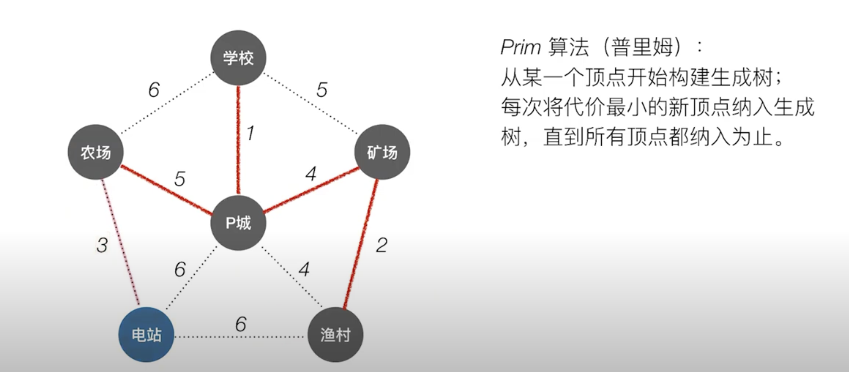 学校
Prim 算法（普里姆）：
从某一个顶点开始构建生成树；
每次将代价最小的新顶点纳入生成
树，直到所有顶点都纳入为止。
6
5
1
农场
矿场
5
4
P城
3
6
4
2
电站
6
渔村